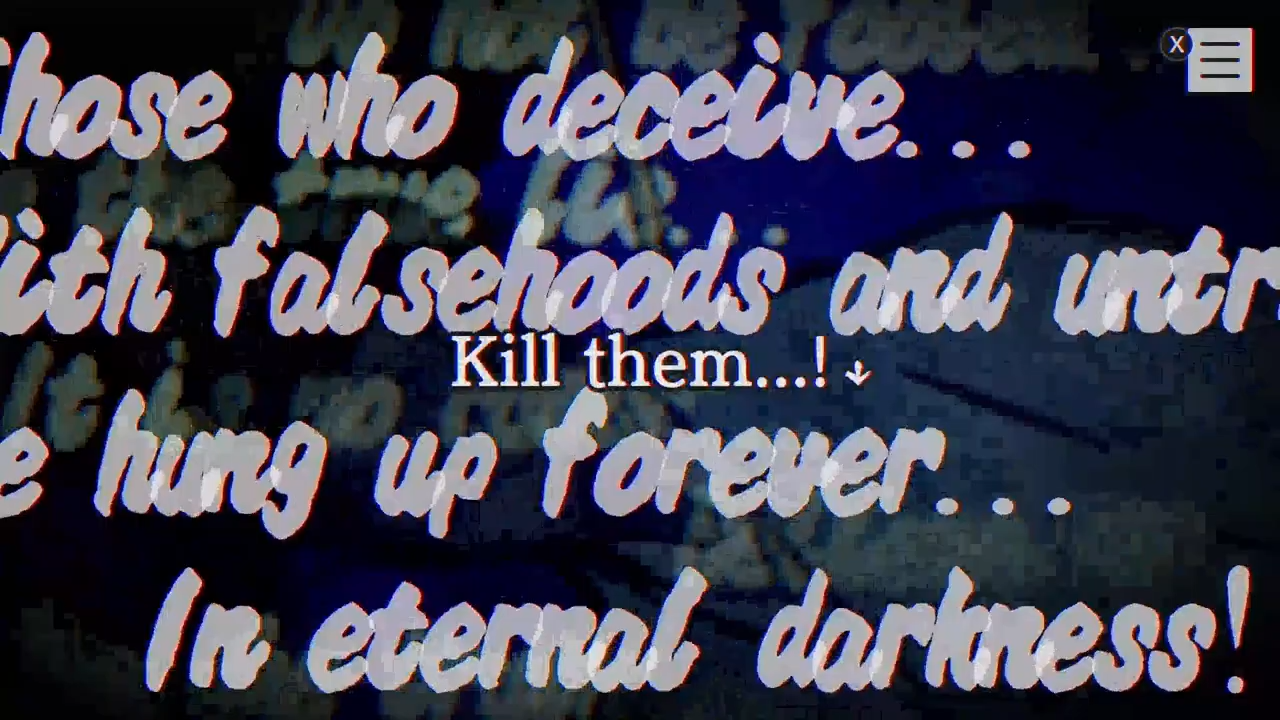 hose who deceive...
ith falsehoods and untr
Kill them...!
e hung up forever...
In eternal darkness!
X